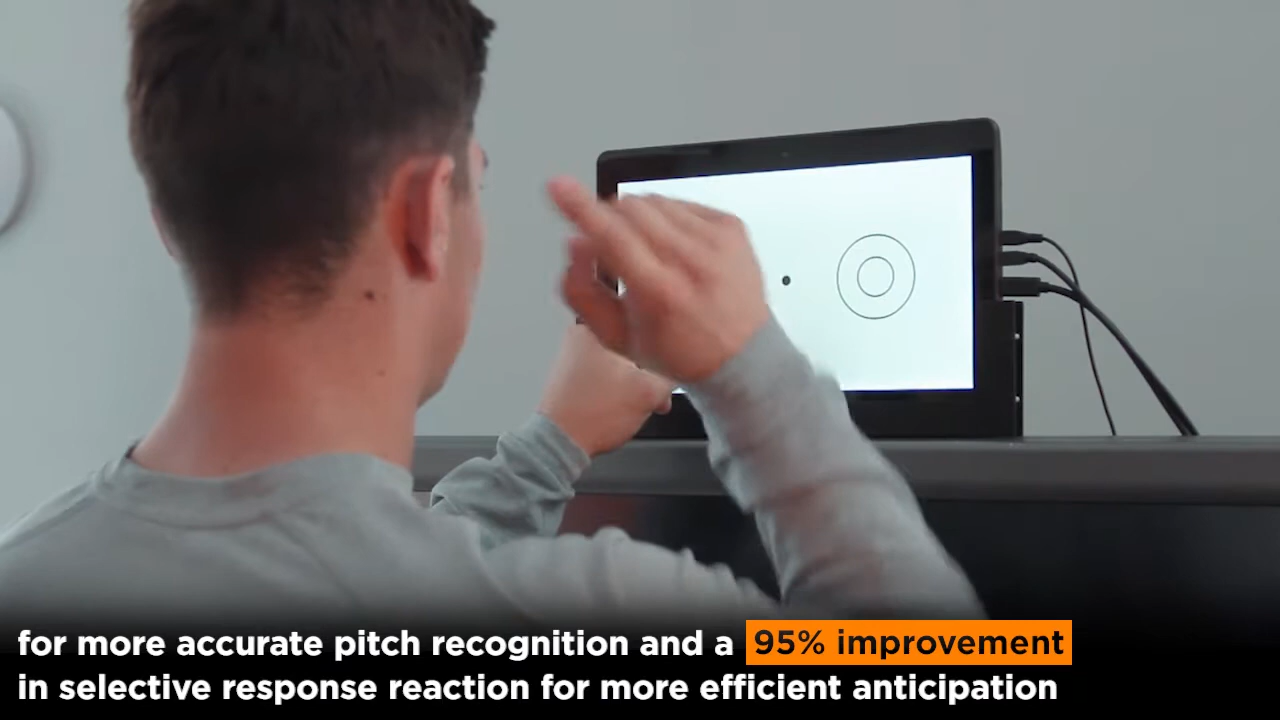 for more accurate pitch recognition and a 95% improvement
in selective response reaction for more efficient anticipation